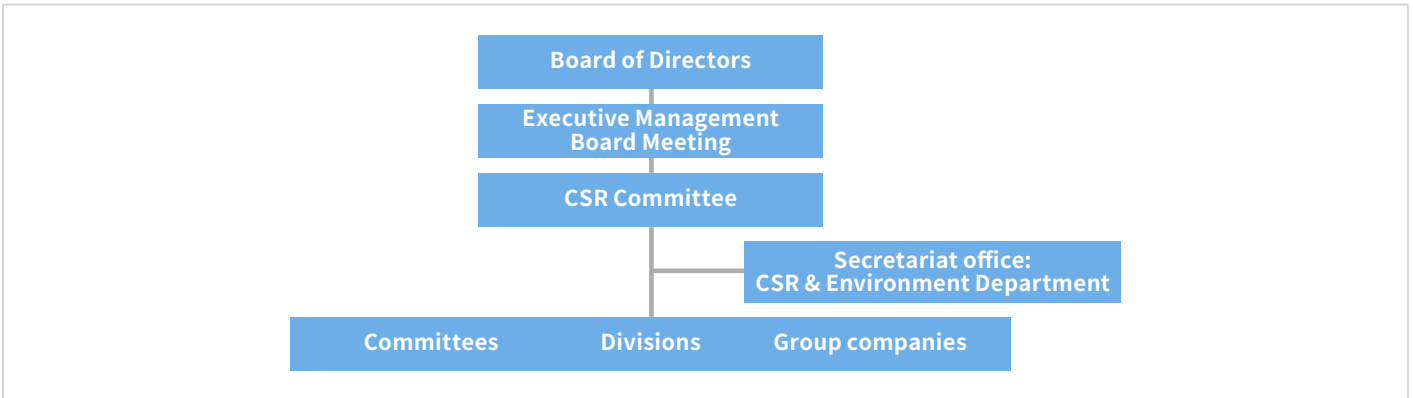 Board of Directors
Executive Management
Board Meeting
CSR Committee
Secretariat office:
CSR & Environment Department
Committees
Divisions
Group companies